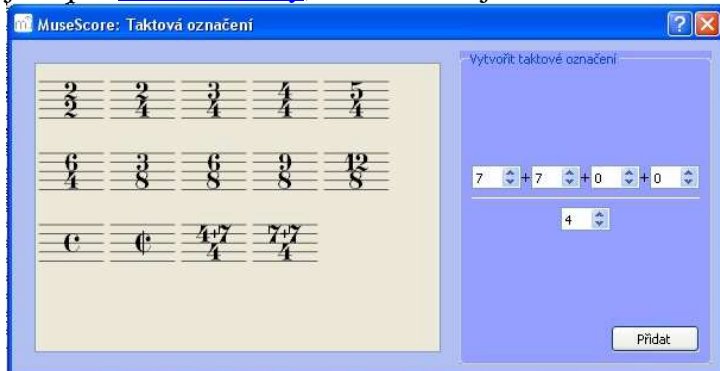 MuseScore: Taktová označení
Vytvořit taktové označení
2 2 3 4 5
2 4 4 4 4
6 3 6 9 12
4 8 8 8 8
4+7 7+7
4 4
7 + 7 + 0 + 0
4
Přidat